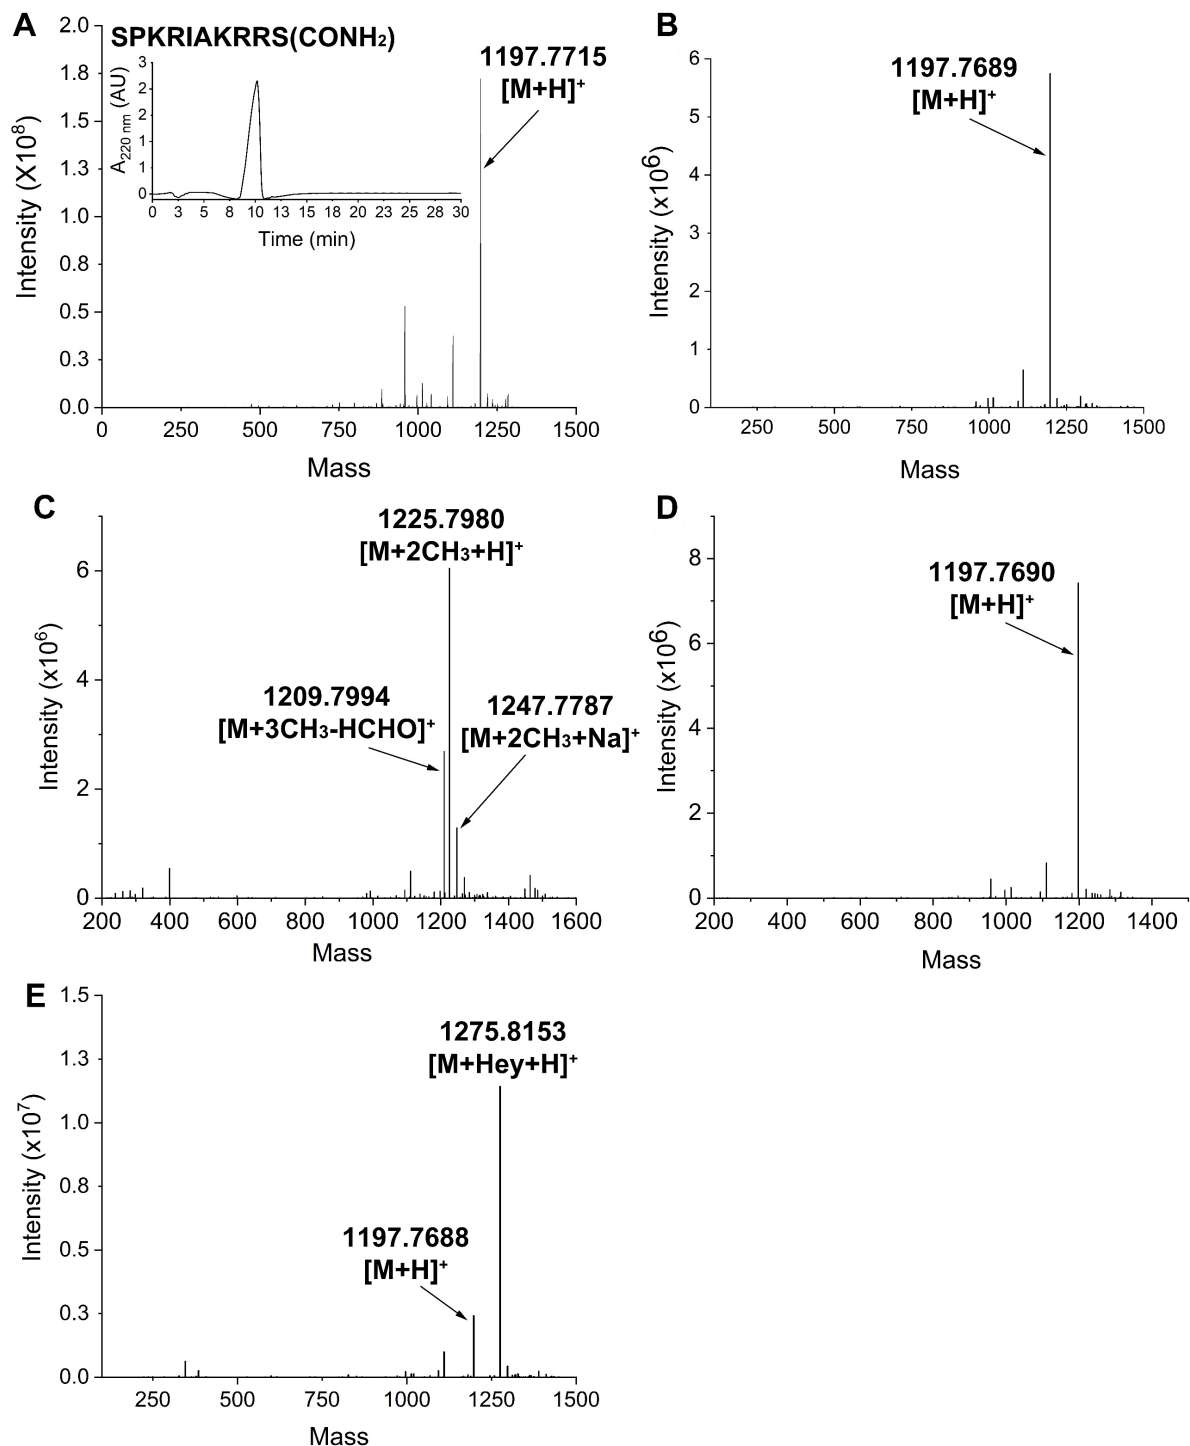 A
SPKRIAKRRS(CONH₂)
1197.7715
[M+H]⁺
Intensity (X10⁸)
2.0
1.8
1.5
1.3
1.0
0.8
0.5
0.3
0.0
A220 nm (AU)
3
2
2
1
1
0
0 3 5 8 10 13 15 18 20 23 25 28 30
Time (min)
0 250 500 750 1000 1250 1500
Mass
B
1197.7689
[M+H]⁺
Intensity (x10⁶)
6
5
4
3
2
1
0
250 500 750 1000 1250 1500
Mass
C
1225.7980
[M+2CH₃+H]⁺
1209.7994
[M+3CH₃-HCHO]⁺
1247.7787
[M+2CH₃+Na]⁺
Intensity (x10⁶)
6
4
2
0
200 400 600 800 1000 1200 1400 1600
Mass
D
1197.7690
[M+H]⁺
Intensity (x10⁶)
8
6
4
2
0
200 400 600 800 1000 1200 1400
Mass
E
1275.8153
[M+Hey+H]⁺
1197.7688
[M+H]⁺
Intensity (x10⁷)
1.5
1.3
1.0
0.8
0.5
0.3
0.0
250 500 750 1000 1250 1500
Mass